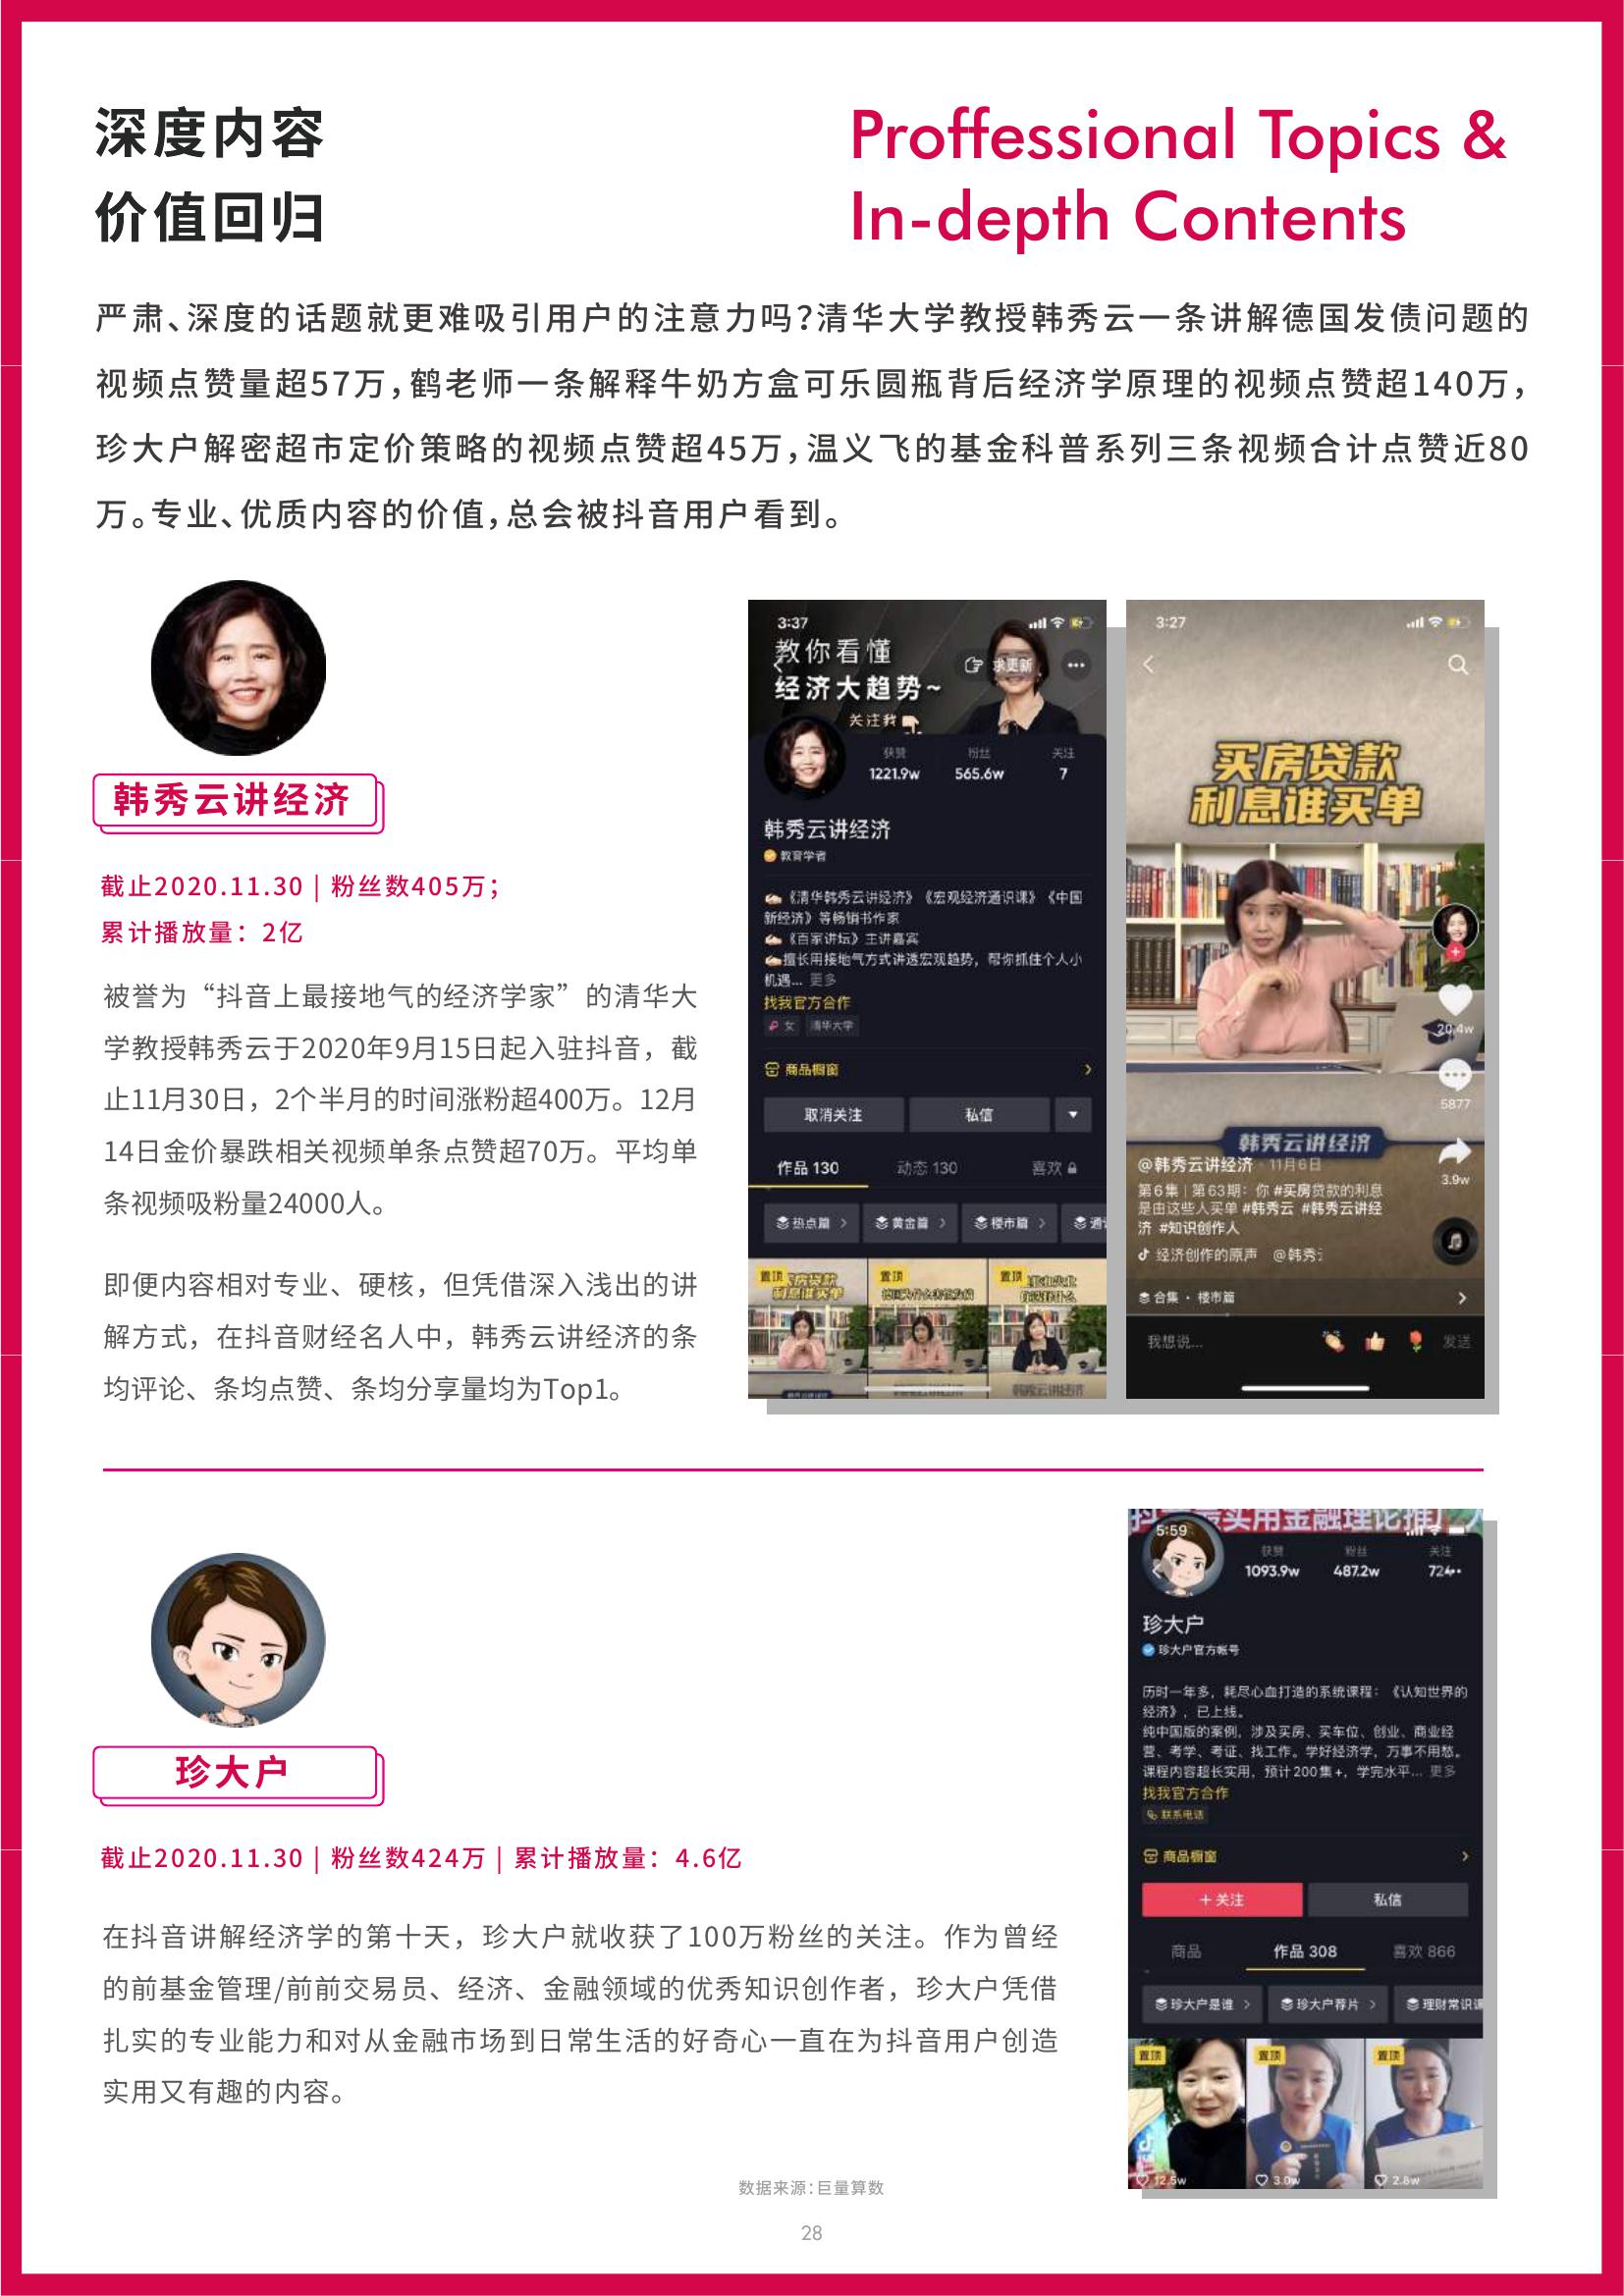 深度内容
价值回归
Proffessional Topics &
In-depth Contents
严肃、深度的话题就更难吸引用户的注意力吗?清华大学教授韩秀云一条讲解德国发债问题的
视频点赞量超57万,鹤老师一条解释牛奶方盒可乐圆瓶背后经济学原理的视频点赞超140万,
珍大户解密超市定价策略的视频点赞超45万,温义飞的基金科普系列三条视频合计点赞近80
万。专业、优质内容的价值,总会被抖音用户看到。
韩秀云讲经济
截止2020.11.30 | 粉丝数405万;
累计播放量：2亿
被誉为“抖音上最接地气的经济学家”的清华大
学教授韩秀云于2020年9月15日起入驻抖音，截
止11月30日，2个半月的时间涨粉超400万。12月
14日金价暴跌相关视频单条点赞超70万。平均单
条视频吸粉量24000人。
即便内容相对专业、硬核，但凭借深入浅出的讲
解方式，在抖音财经名人中，韩秀云讲经济的条
均评论、条均点赞、条均分享量均为Top1。
3:37
教你看懂
经济大趋势~
求更新
关注我
获赞 粉丝 关注
1221.9w 565.6w 7
韩秀云讲经济
教育学者
《清华韩秀云讲经济》《宏观经济通识课》《中国
新经济》等畅销书作家
《百家讲坛》主讲嘉宾
擅长用接地气方式讲透宏观趋势，帮你抓住个人小
机遇... 更多
找我官方合作
女 清华大学
商品橱窗
取消关注 私信
作品 130 动态 130 喜欢
热点篇 黄金篇 楼市篇
置顶 置顶 置顶
3:27
买房贷款
利息谁买单
20.4w
5877
3.9w
韩秀云讲经济
@韩秀云讲经济 · 11月6日
第6集 | 第63期：你 #买房贷款的利息
是由这些人买单 #韩秀云 #韩秀云讲经
济 #知识创作人
经济创作的原声 @韩秀
合集 · 楼市篇
我想说... 发送
珍大户
截止2020.11.30 | 粉丝数424万 | 累计播放量：4.6亿
在抖音讲解经济学的第十天，珍大户就收获了100万粉丝的关注。作为曾经
的前基金管理/前前交易员、经济、金融领域的优秀知识创作者，珍大户凭借
扎实的专业能力和对从金融市场到日常生活的好奇心一直在为抖音用户创造
实用又有趣的内容。
5:59
获赞 粉丝 关注
1093.9w 487.2w
珍大户
珍大户官方帐号
历时一年多，耗尽心血打造的系统课程：《认知世界的
经济》，已上线。
纯中国版的案例，涉及买房、买车位、创业、商业经
营、考学、考证、找工作。学好经济学，万事不用愁。
课程内容超长实用，预计200集+，学完水平... 更多
找我官方合作
联系电话
商品橱窗
+ 关注 私信
商品 作品 308 喜欢 866
珍大户是谁 珍大户荐片 理财常识课
置顶 置顶 置顶
12.5w 3.0w 2.8w
数据来源:巨量算数
28